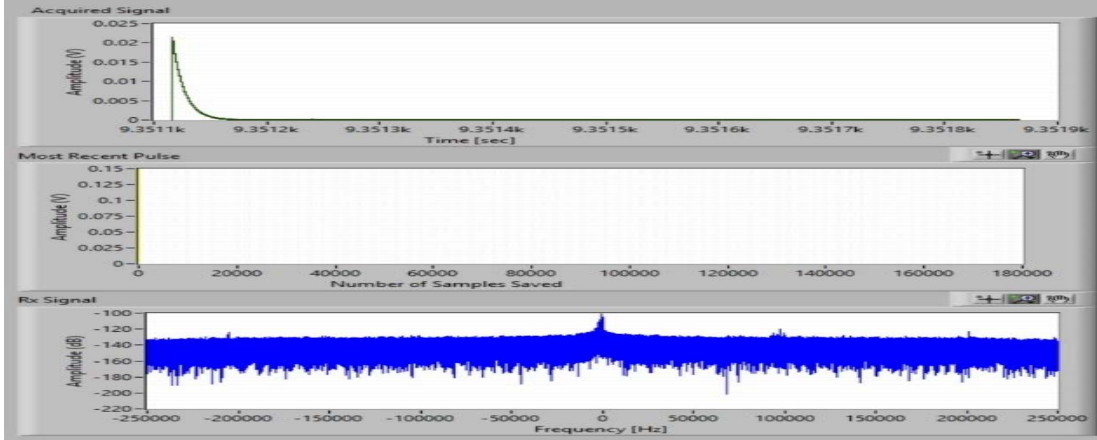 Acquired Signal
Amplitude (V)
0.025
0.02
0.015
0.01
0.005
0
9.3511k 9.3512k 9.3513k 9.3514k 9.3515k 9.3516k 9.3517k 9.3518k 9.3519k
Time [sec]
Most Recent Pulse
Amplitude (V)
0.15
0.125
0.1
0.075
0.05
0.025
0
0 20000 40000 60000 80000 100000 120000 140000 160000 180000
Number of Samples Saved
Rx Signal
Amplitude (dB)
-100
-120
-140
-160
-180
-200
-220
-250000 -200000 -150000 -100000 -50000 0 50000 100000 150000 200000 250000
Frequency [Hz]